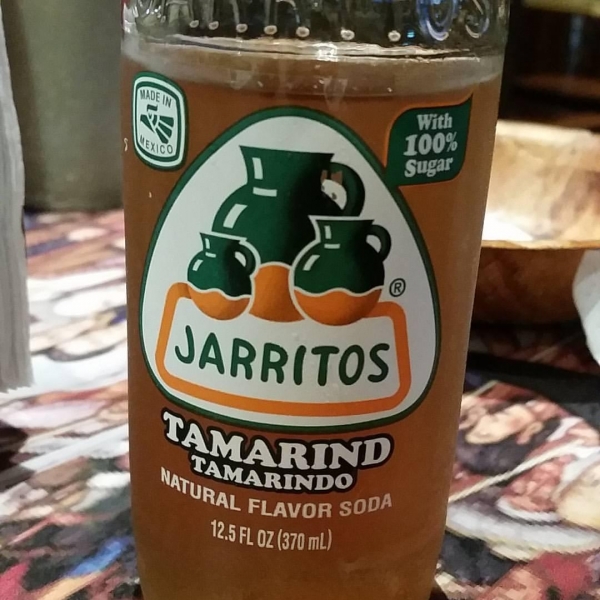 MADE IN
MEXICO
With
100%
Sugar
JARRITOS®
TAMARIND
TAMARINDO
NATURAL FLAVOR SODA
12.5 FL OZ (370 mL)